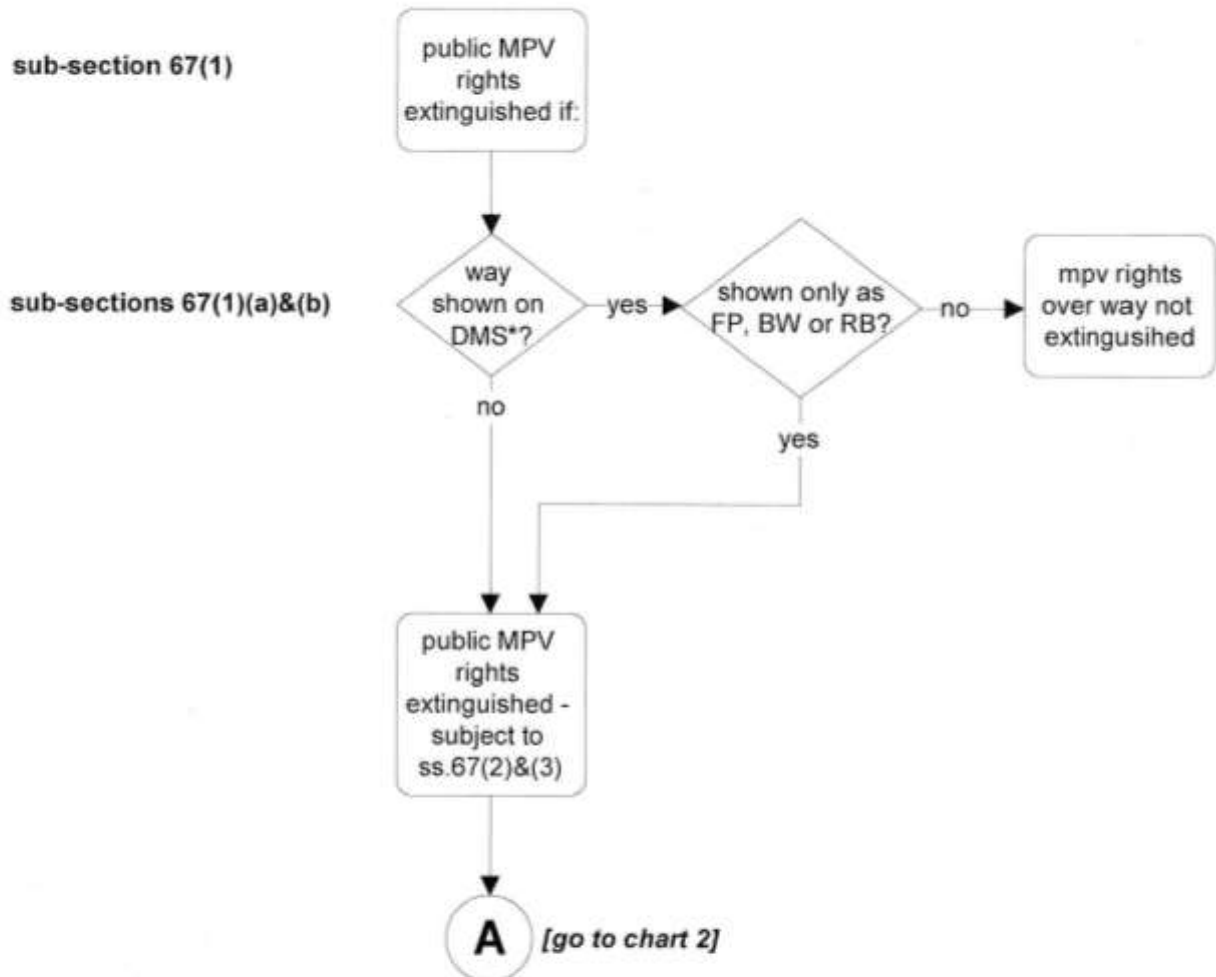 sub-section 67(1)
public MPV
rights
extinguished if:
sub-sections 67(1)(a)&(b)
way
shown on
DMS*?
yes
shown only as
FP, BW or RB?
no
mpv rights
over way not
extingusihed
no
yes
public MPV
rights
extinguished -
subject to
ss.67(2)&(3)
A
[go to chart 2]